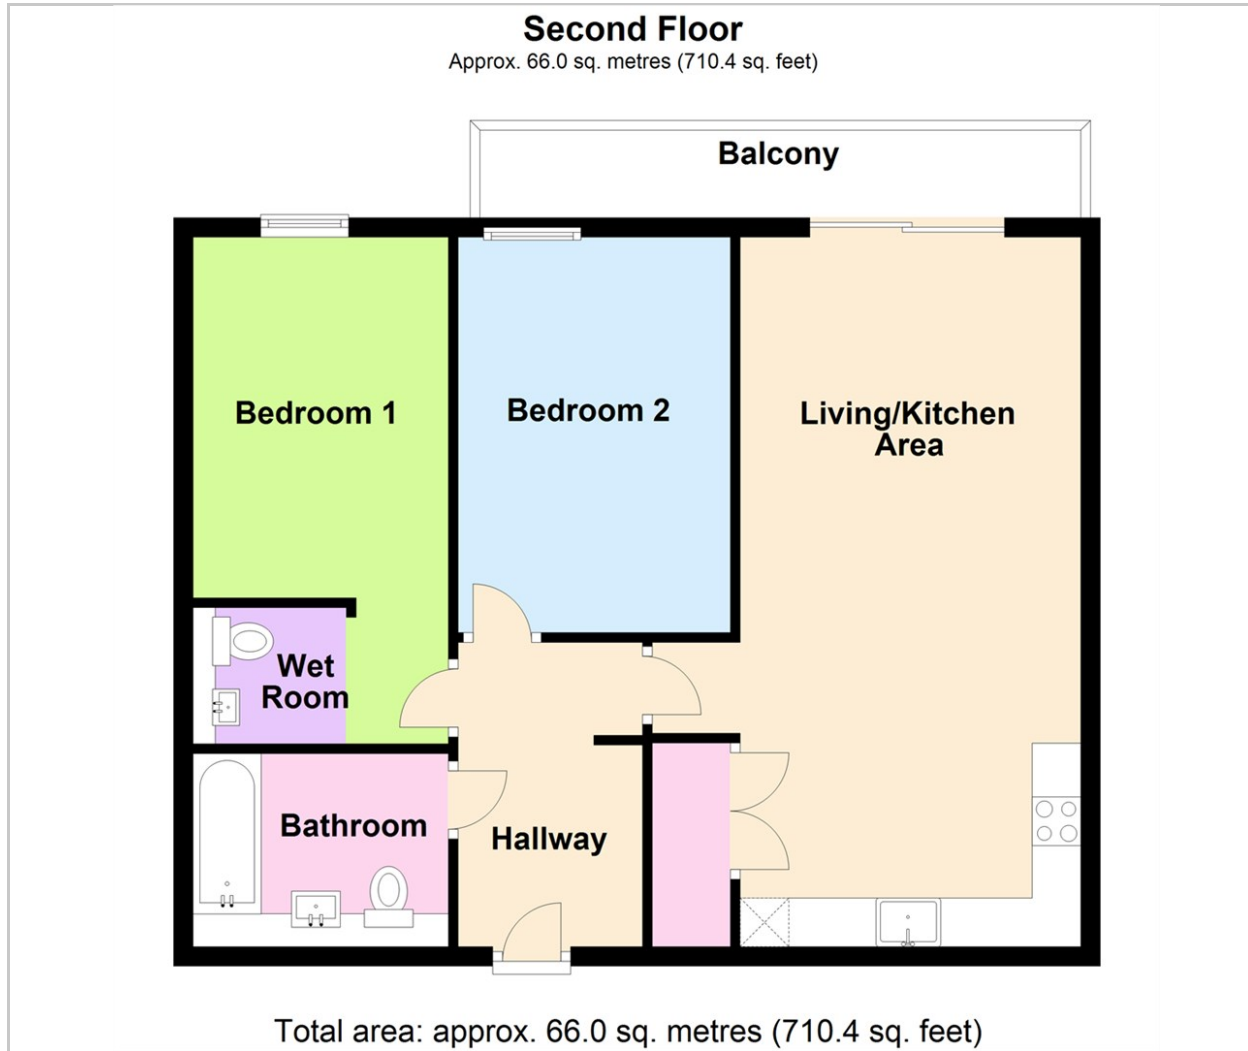 Second Floor
Approx. 66.0 sq. metres (710.4 sq. feet)
Balcony
Bedroom 1
Bedroom 2
Living/Kitchen
Area
Wet
Room
Bathroom
Hallway
Total area: approx. 66.0 sq. metres (710.4 sq. feet)